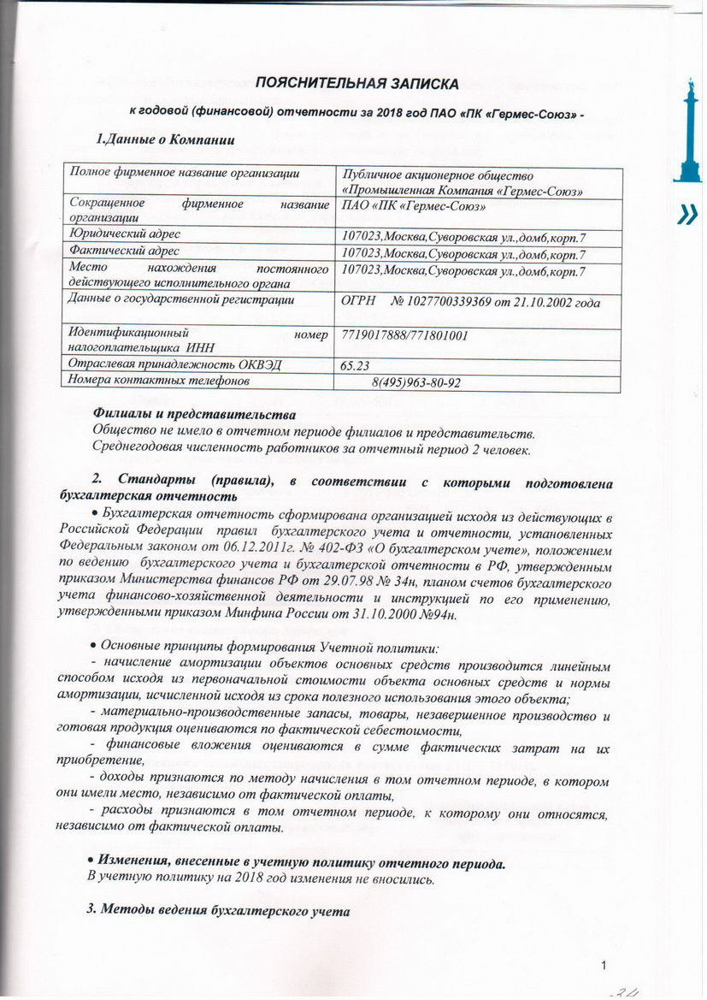 ПОЯСНИТЕЛЬНАЯ ЗАПИСКА
к годовой (финансовой) отчетности за 2018 год ПАО «ПК «Гермес-Союз» -
1.Данные о Компании
Полное фирменное название организации
Публичное акционерное общество
«Промышленная Компания «Гермес-Союз»
Сокращенное фирменное название
организации
ПАО «ПК «Гермес-Союз»
Юридический адрес
107023,Москва,Суворовская ул.,дом6,корп.7
Фактический адрес
107023,Москва,Суворовская ул.,дом6,корп.7
Место нахождения постоянного
действующего исполнительного органа
107023,Москва,Суворовская ул.,дом6,корп.7
Данные о государственной регистрации
ОГРН № 1027700339369 от 21.10.2002 года
Идентификационный номер
налогоплательщика ИНН
7719017888/771801001
Отраслевая принадлежность ОКВЭД
65.23
Номера контактных телефонов
8(495)963-80-92
Филиалы и представительства
Общество не имело в отчетном периоде филиалов и представительств.
Среднегодовая численность работников за отчетный период 2 человек.
2. Стандарты (правила), в соответствии с которыми подготовлена
бухгалтерская отчетность
• Бухгалтерская отчетность сформирована организацией исходя из действующих в
Российской Федерации правил бухгалтерского учета и отчетности, установленных
Федеральным законом от 06.12.2011г. № 402-ФЗ «О бухгалтерском учете», положением
по ведению бухгалтерского учета и бухгалтерской отчетности в РФ, утвержденным
приказом Министерства финансов РФ от 29.07.98 № 34н, планом счетов бухгалтерского
учета финансово-хозяйственной деятельности и инструкцией по его применению,
утвержденными приказом Минфина России от 31.10.2000 №94н.
• Основные принципы формирования Учетной политики:
- начисление амортизации объектов основных средств производится линейным
способом исходя из первоначальной стоимости объекта основных средств и нормы
амортизации, исчисленной исходя из срока полезного использования этого объекта;
- материально-производственные запасы, товары, незавершенное производство и
готовая продукция оцениваются по фактической себестоимости,
- финансовые вложения оцениваются в сумме фактических затрат на их
приобретение,
- доходы признаются по методу начисления в том отчетном периоде, в котором
они имели место, независимо от фактической оплаты,
- расходы признаются в том отчетном периоде, к которому они относятся,
независимо от фактической оплаты.
• Изменения, внесенные в учетную политику отчетного периода.
В учетную политику на 2018 год изменения не вносились.
3. Методы ведения бухгалтерского учета
1